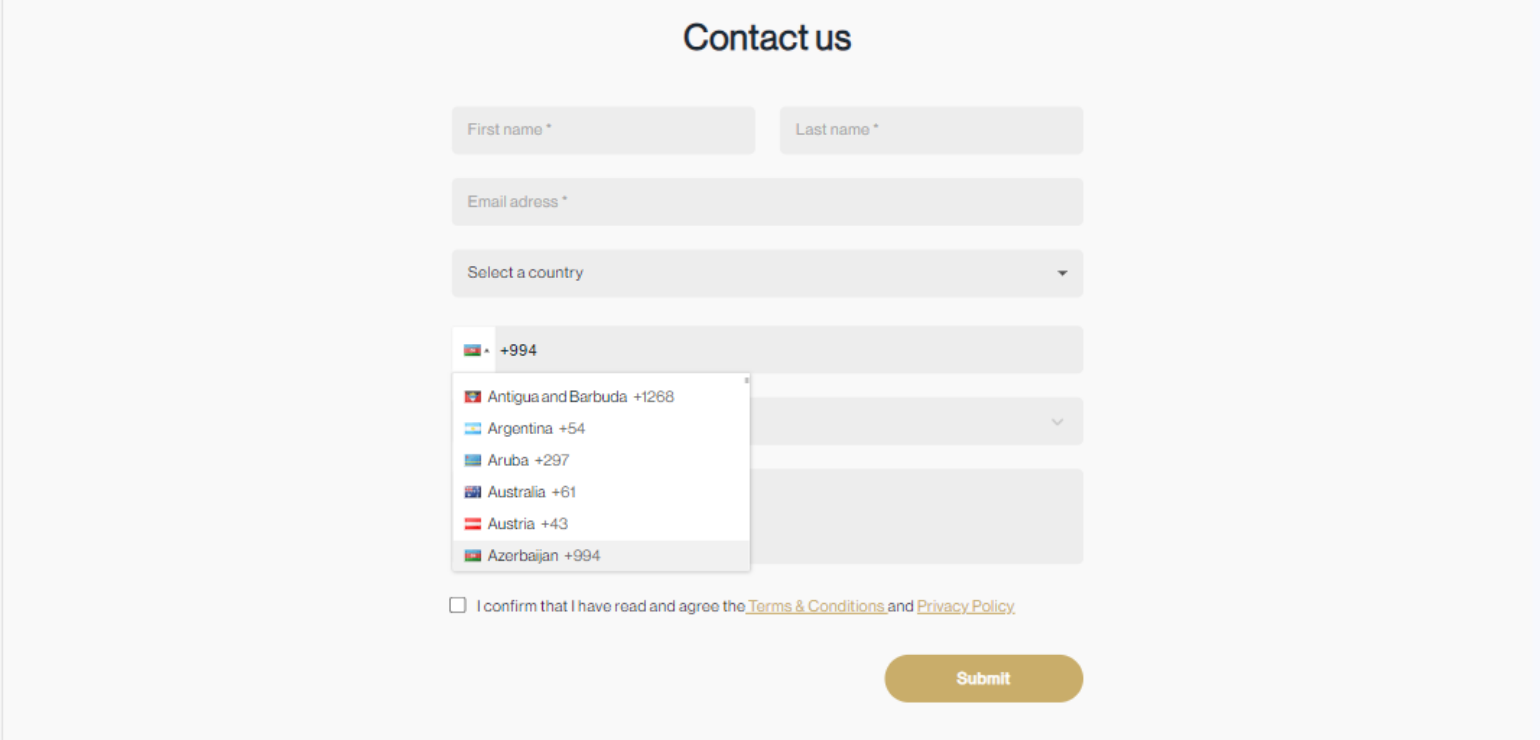 Contact us
First name *
Last name *
Email adress *
Select a country
+994
Antigua and Barbuda +1268
Argentina +54
Aruba +297
Australia +61
Austria +43
Azerbaijan +994
I confirm that I have read and agree the Terms & Conditions and Privacy Policy
Submit